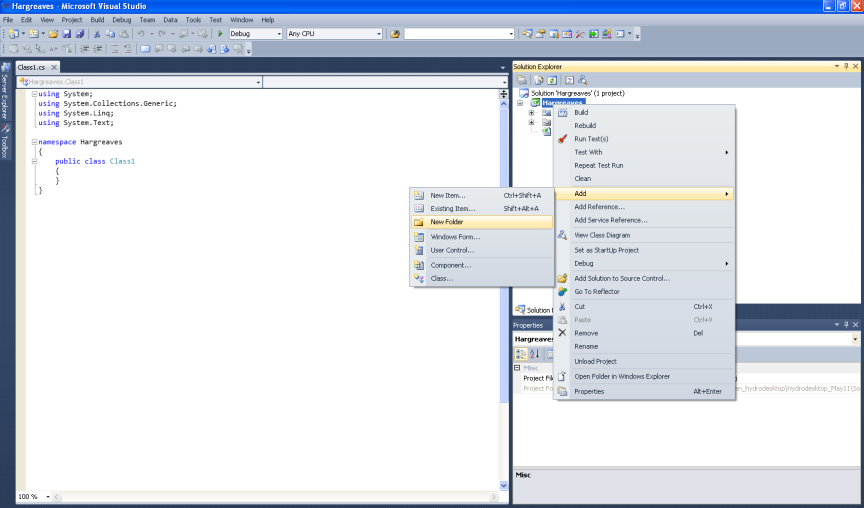 Hargreaves - Microsoft Visual Studio
File Edit View Project Build Debug Team Data Tools Test Window Help
Debug Any CPU
Class1.cs
Solution Explorer
Hargreaves.Class1
Server Explorer
Toolbox
using System;
using System.Collections.Generic;
using System.Linq;
using System.Text;
namespace Hargreaves
{
public class Class1
{
}
}
100 %
Solution 'Hargreaves' (1 project)
Hargreaves
Build
Rebuild
Run Test(s)
Test With
Repeat Test Run
Clean
Add
Add Reference...
Add Service Reference...
View Class Diagram
Set as StartUp Project
Debug
Add Solution to Source Control...
Go To Reflector
Cut Ctrl+X
Paste Ctrl+V
Remove Del
Rename
Unload Project
Open Folder in Windows Explorer
Properties Alt+Enter
New Item... Ctrl+Shift+A
Existing Item... Shift+Alt+A
New Folder
Windows Form...
User Control...
Component...
Class...
Solution
Properties
Hargreaves
Misc
Project Fil
Project Fo
Misc